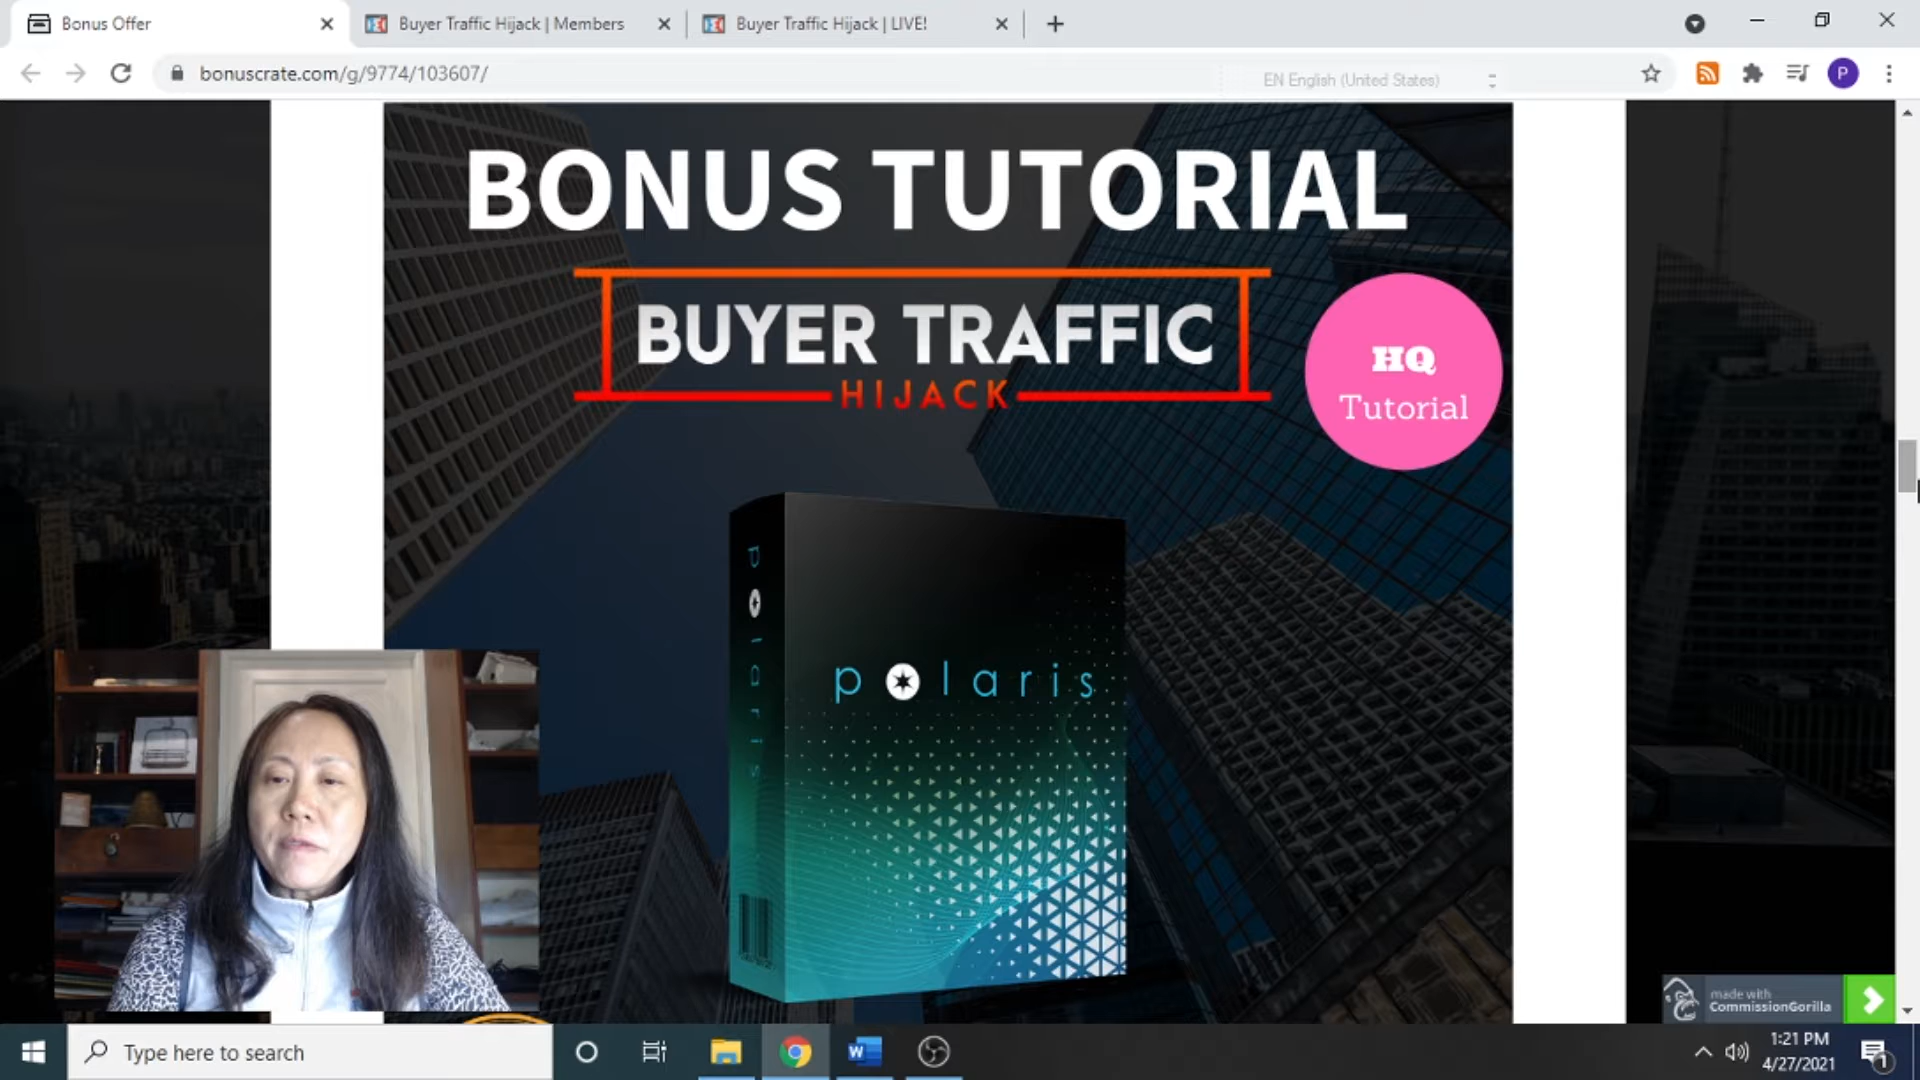 Bonus Offer
Buyer Traffic Hijack | Members
Buyer Traffic Hijack | LIVE!
bonuscrate.com/g/9774/103607/
EN English (United States)
P
BONUS TUTORIAL
BUYER TRAFFIC
HIJACK
HQ
Tutorial
polaris
polaris
made with
CommissionGorilla
Type here to search
W
1:21 PM
4/27/2021
1